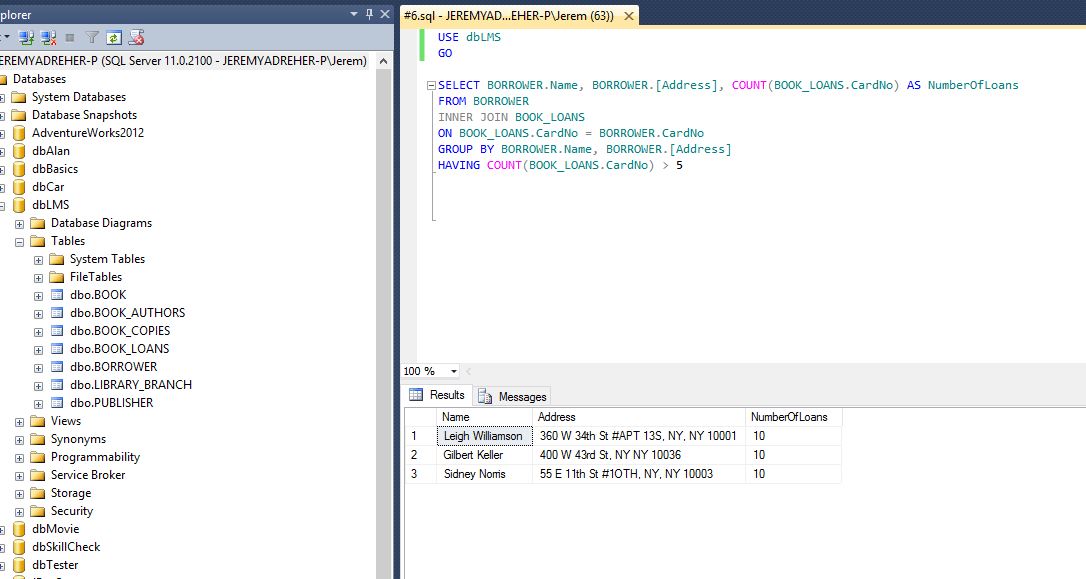 plorer
EREMYADREHER-P (SQL Server 11.0.2100 - JEREMYADREHER-P\Jerem)
Databases
System Databases
Database Snapshots
AdventureWorks2012
dbAlan
dbBasics
dbCar
dbLMS
Database Diagrams
Tables
System Tables
FileTables
dbo.BOOK
dbo.BOOK_AUTHORS
dbo.BOOK_COPIES
dbo.BOOK_LOANS
dbo.BORROWER
dbo.LIBRARY_BRANCH
dbo.PUBLISHER
Views
Synonyms
Programmability
Service Broker
Storage
Security
dbMovie
dbSkillCheck
dbTester
#6.sql - JEREMYAD...EHER-P\Jerem (63))
USE dbLMS
GO
SELECT BORROWER.Name, BORROWER.[Address], COUNT(BOOK_LOANS.CardNo) AS NumberOfLoans
FROM BORROWER
INNER JOIN BOOK_LOANS
ON BOOK_LOANS.CardNo = BORROWER.CardNo
GROUP BY BORROWER.Name, BORROWER.[Address]
HAVING COUNT(BOOK_LOANS.CardNo) > 5
100 %
Results Messages
Name Address NumberOfLoans
1 Leigh Williamson 360 W 34th St #APT 13S, NY, NY 10001 10
2 Gilbert Keller 400 W 43rd St, NY NY 10036 10
3 Sidney Norris 55 E 11th St #1OTH, NY, NY 10003 10